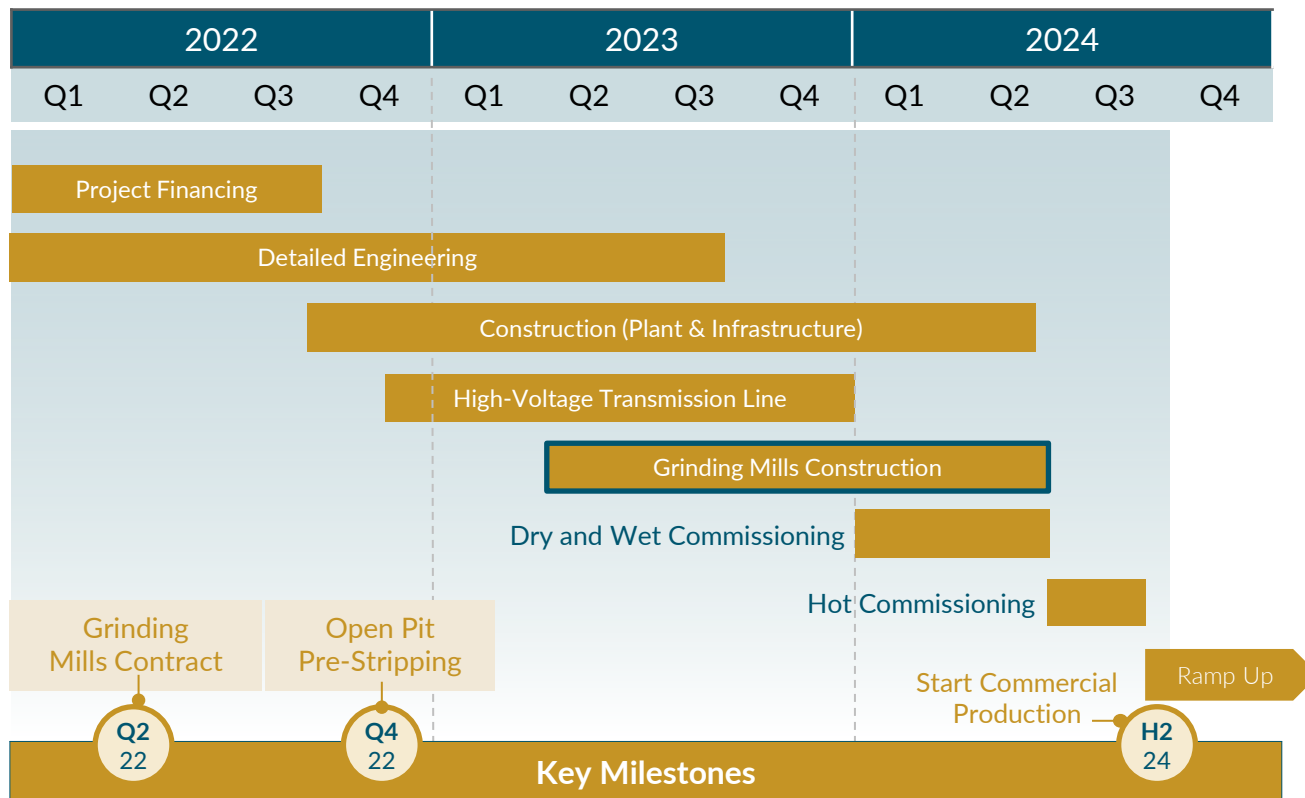 2022 2023 2024
Q1 Q2 Q3 Q4 Q1 Q2 Q3 Q4 Q1 Q2 Q3 Q4
Project Financing
Detailed Engineering
Construction (Plant & Infrastructure)
High-Voltage Transmission Line
Grinding Mills Construction
Dry and Wet Commissioning
Hot Commissioning
Grinding
Mills Contract
Open Pit
Pre-Stripping
Ramp Up
Start Commercial
Production
Q2
22
Q4
22
H2
24
Key Milestones